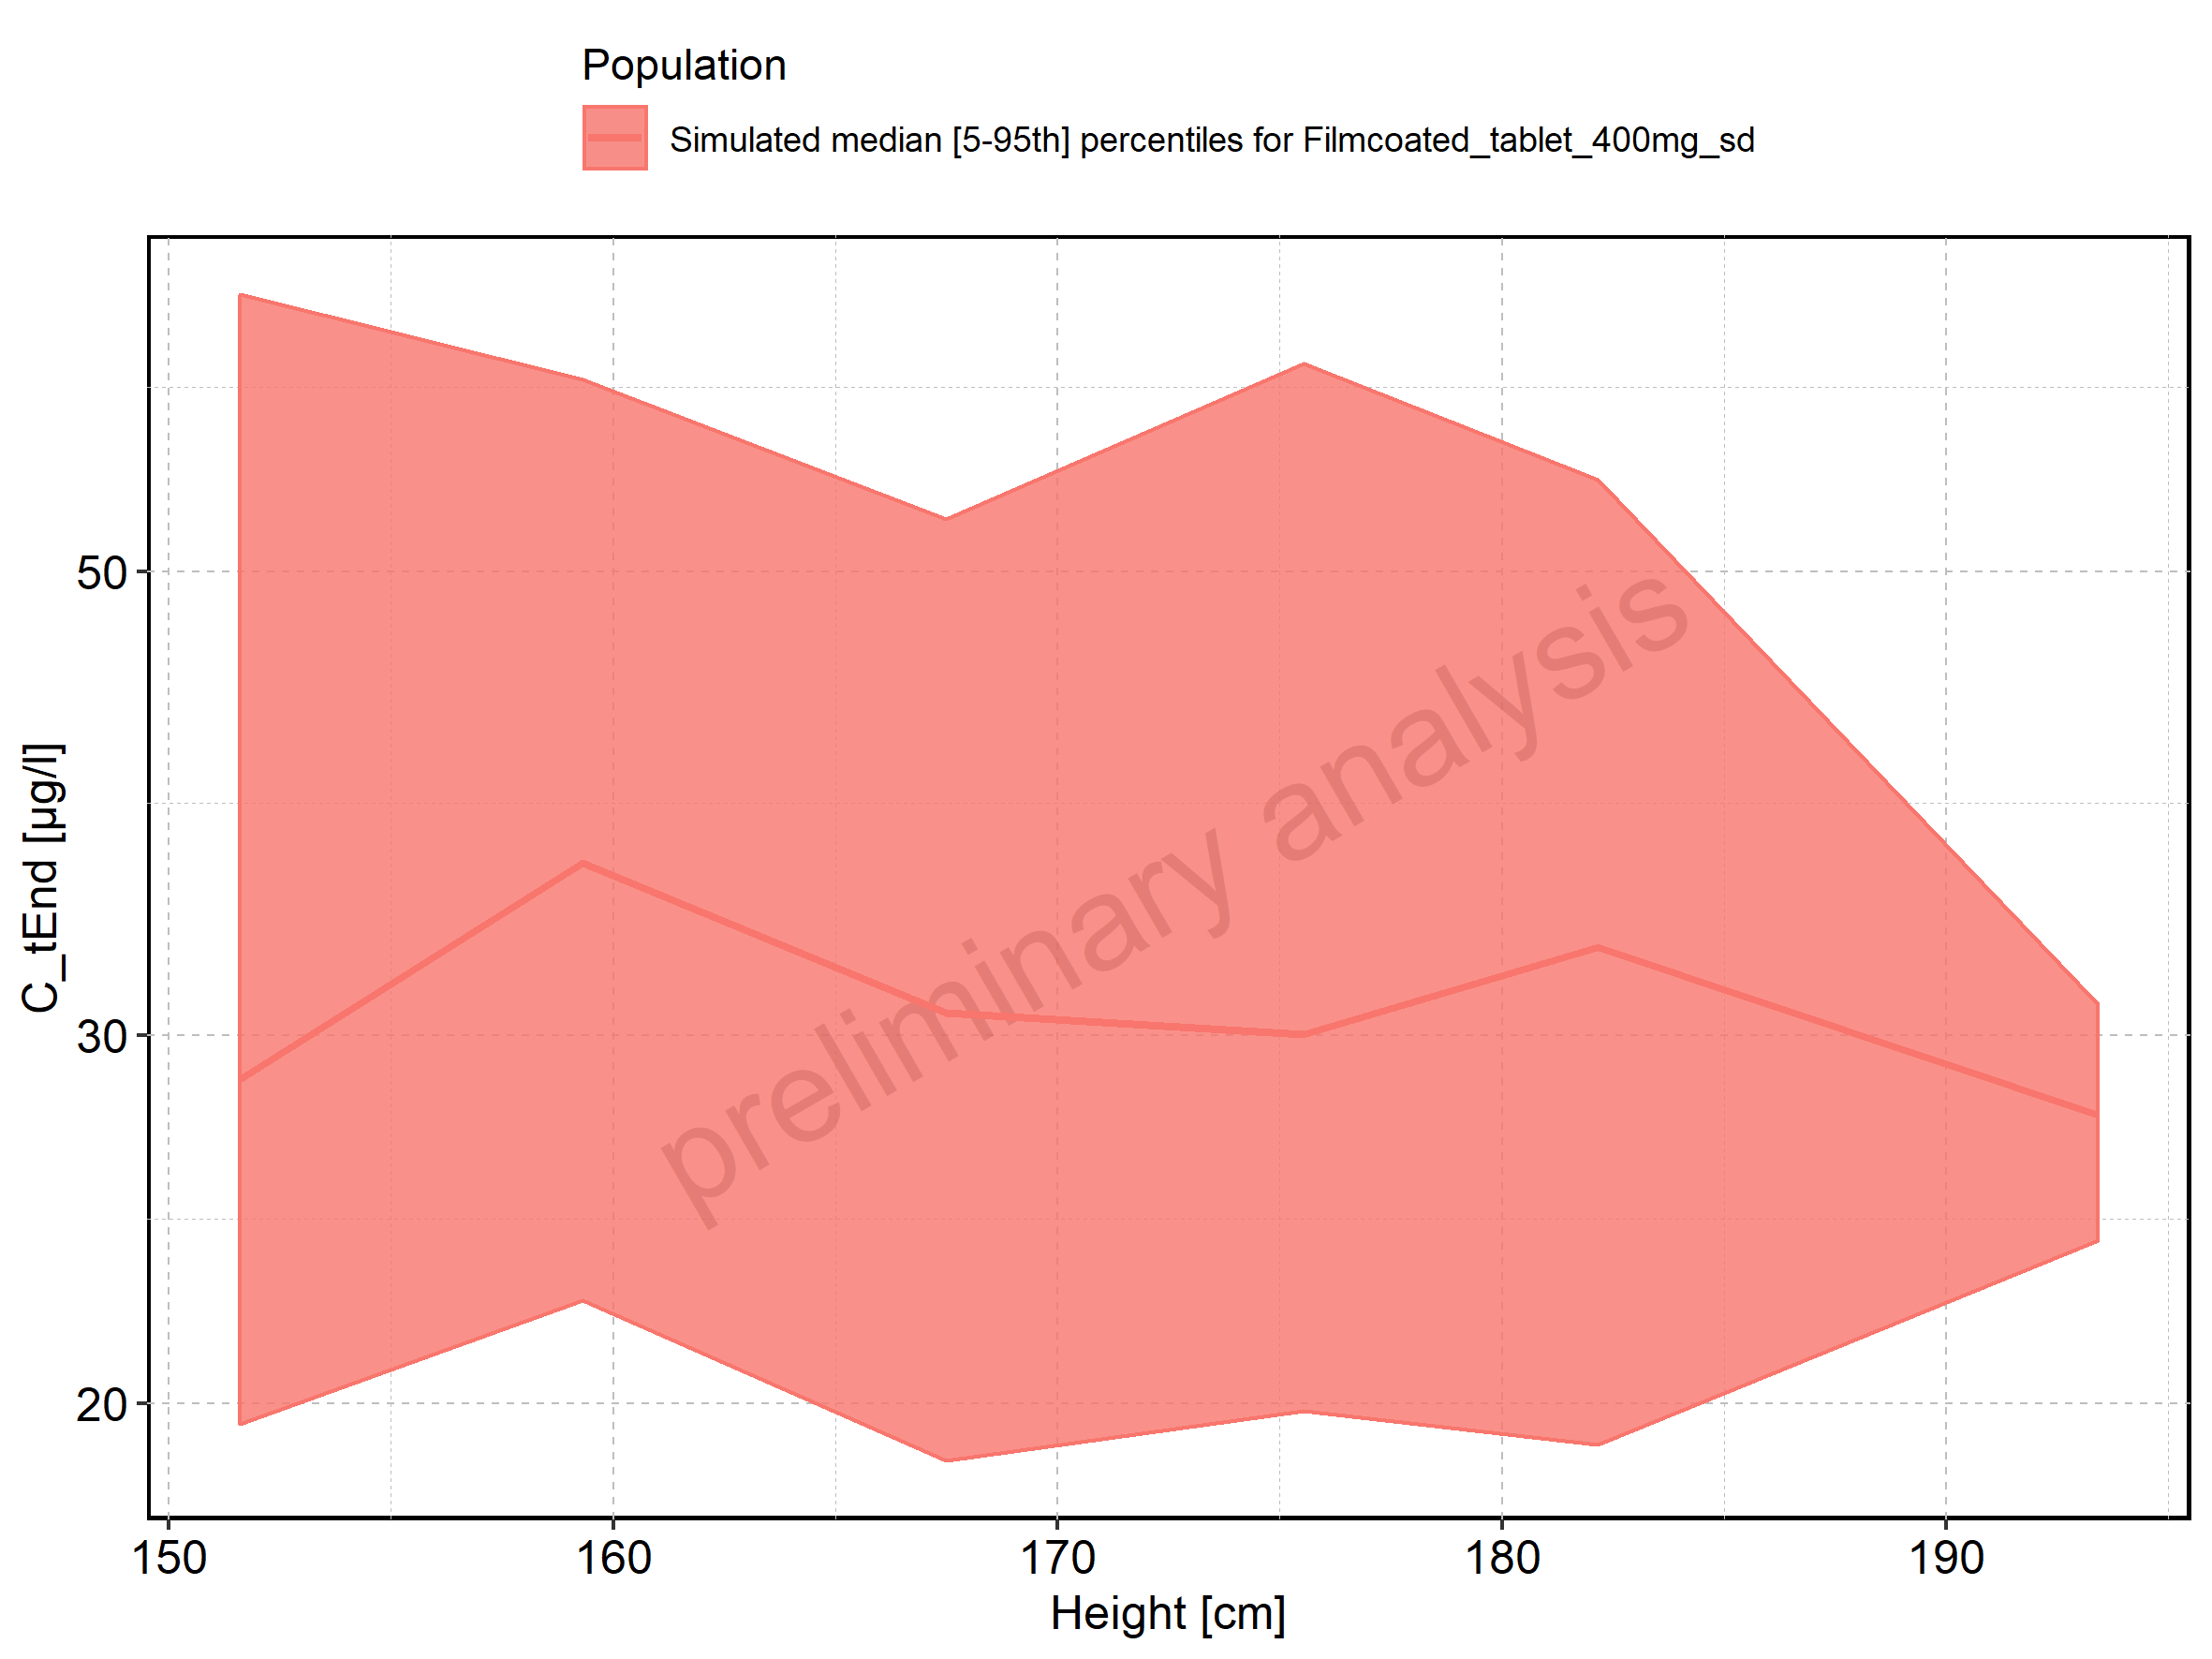 Population
Simulated median [5-95th] percentiles for Filmcoated_tablet_400mg_sd
C_tEnd [µg/l]
50
30
20
preliminary analysis
150 160 170 180 190
Height [cm]